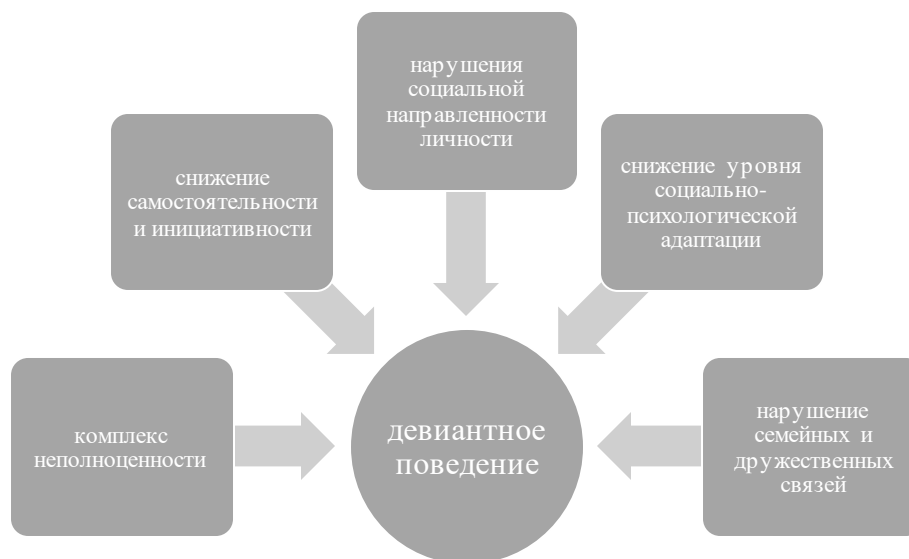 нарушения
социальной
направленности
личности
снижение
самостоятельности
и инициативности
снижение уровня
социально-
психологической
адаптации
комплекс
неполноценности
девиантное
поведение
нарушение
семейных и
дружественных
связей